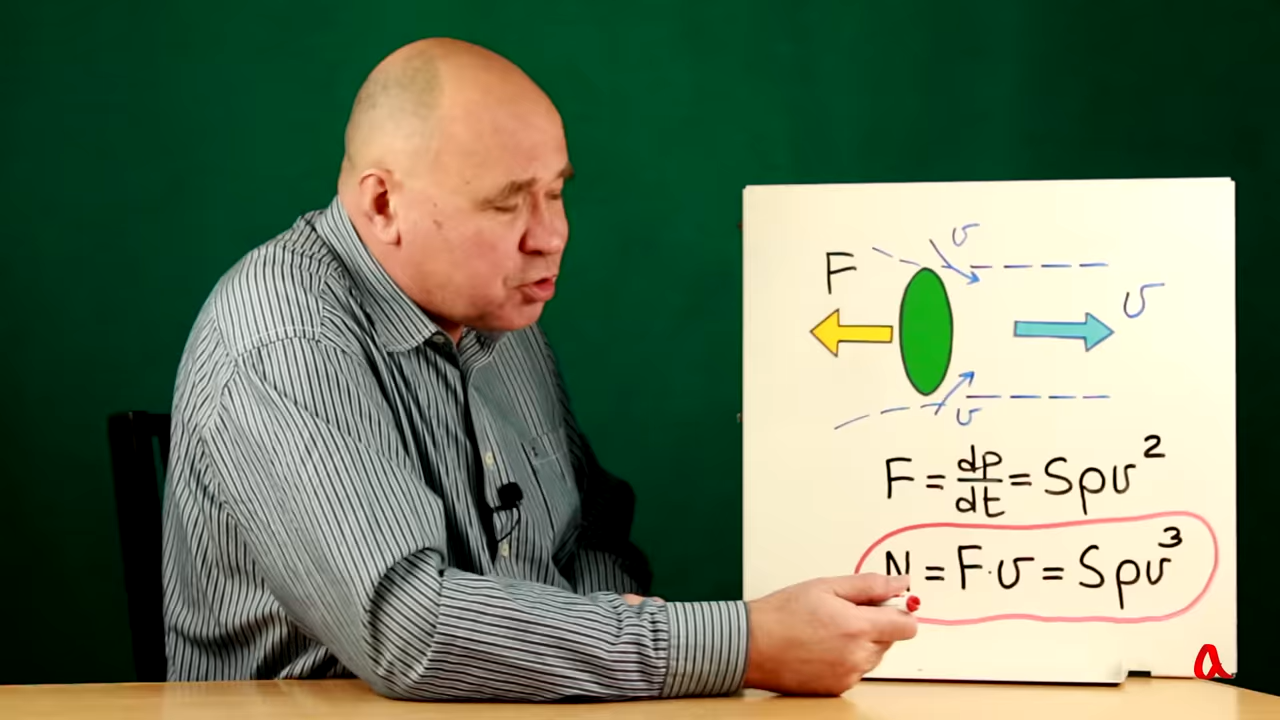 υ
F
υ
υ
F = dp/dt = Sρυ²
N = F·υ = Sρυ³
a